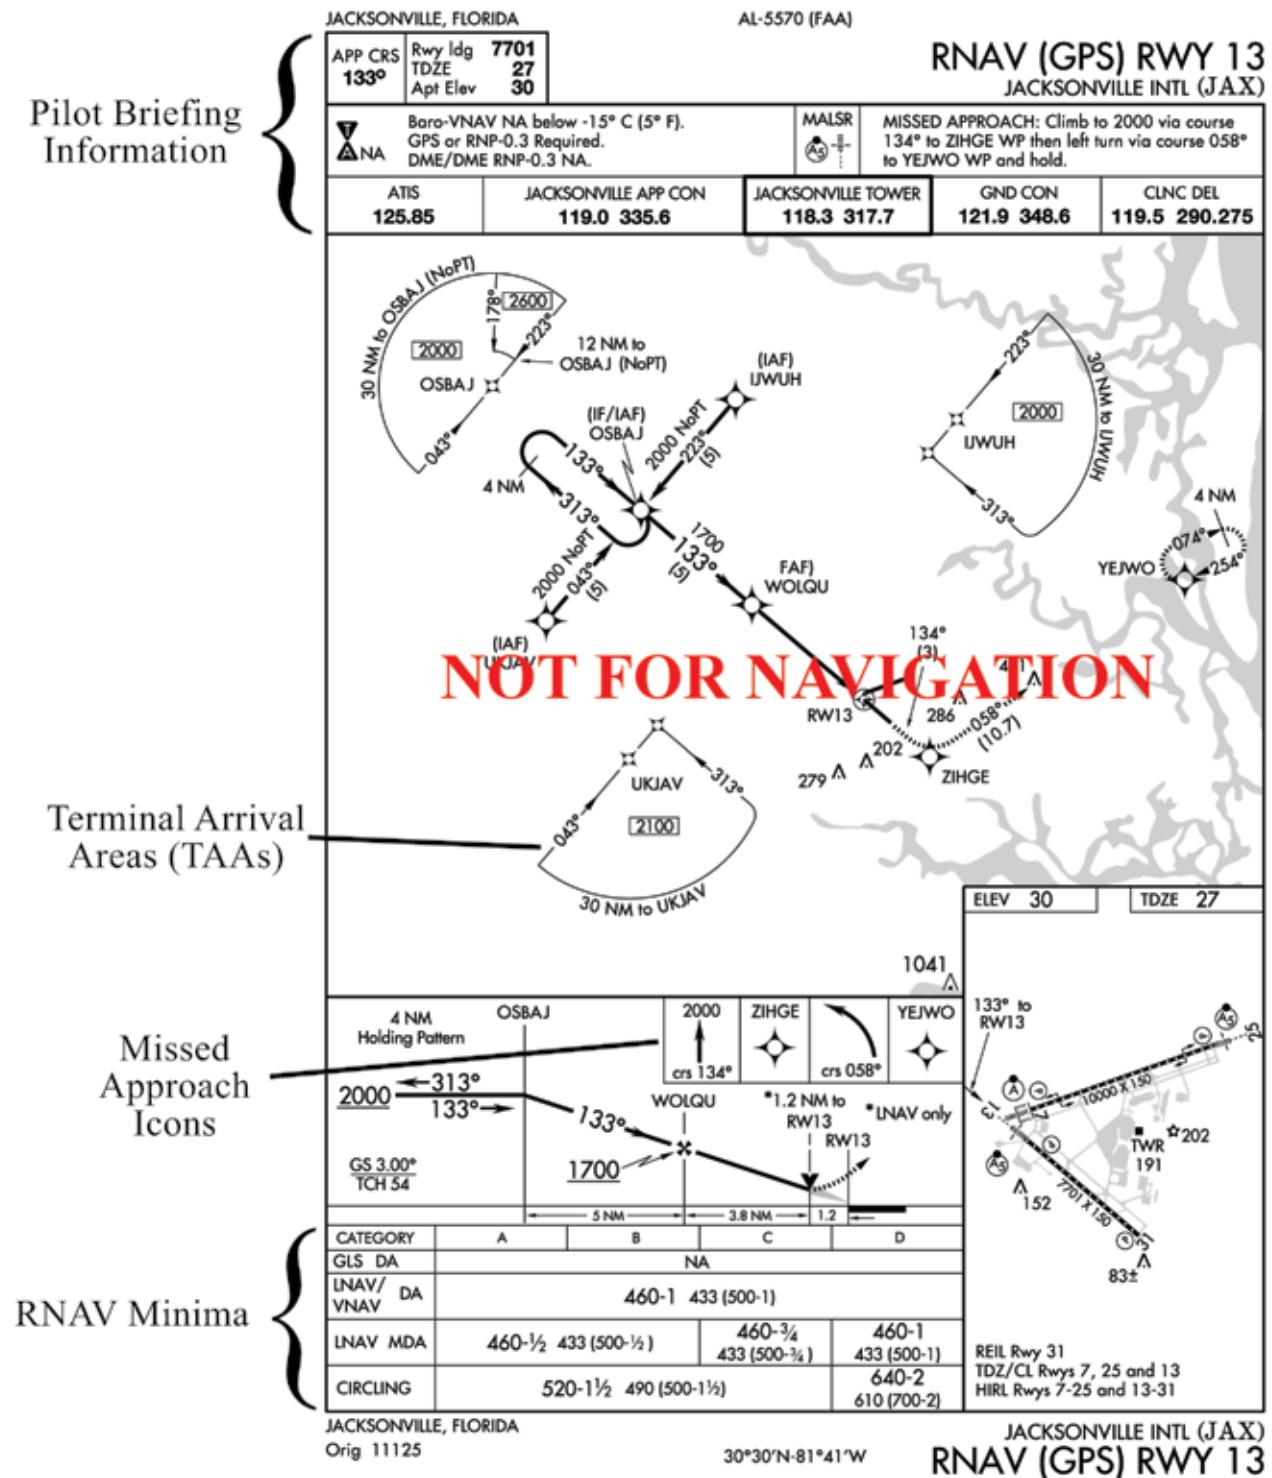 JACKSONVILLE, FLORIDA
AL-5570 (FAA)
APP CRS
133°
Rwy ldg 7701
TDZE 27
Apt Elev 30
RNAV (GPS) RWY 13
JACKSONVILLE INTL (JAX)
Pilot Briefing
Information
T
A NA
Baro-VNAV NA below -15° C (5° F).
GPS or RNP-0.3 Required.
DME/DME RNP-0.3 NA.
MALSR
A5
MISSED APPROACH: Climb to 2000 via course
134° to ZIHGE WP then left turn via course 058°
to YEJWO WP and hold.
ATIS
125.85
JACKSONVILLE APP CON
119.0 335.6
JACKSONVILLE TOWER
118.3 317.7
GND CON
121.9 348.6
CLNC DEL
119.5 290.275
30 NM to OSBAJ (NoPT)
178°
2600
223°
2000
12 NM to
OSBAJ (NoPT)
OSBAJ
043°
(IAF)
IJWUH
(IF/IAF)
OSBAJ
2000 NoPT
223°
(5)
133°
4 NM
313°
2000 NoPT
043°
(5)
1700
133°
(5)
FAF)
WOLQU
(IAF)
UKJAV
223°
2000
30 NM to IJWUH
IJWUH
313°
4 NM
074°
YEJWO
254°
NOT FOR NAVIGATION
134°
(3)
RW13
286
058°
(10.7)
202
279
ZIHGE
UKJAV
313°
043°
2100
30 NM to UKJAV
Terminal Arrival
Areas (TAAs)
1041
ELEV 30
TDZE 27
133° to
RW13
A5
25
A
10000 X 150
13
7
TWR
191
202
A5
152
7701 X 150
31
83±
REIL Rwy 31
TDZ/CL Rwys 7, 25 and 13
HIRL Rwys 7-25 and 13-31
Missed
Approach
Icons
4 NM
Holding Pattern
OSBAJ
2000
crs 134°
ZIHGE
crs 058°
YEJWO
313°
2000
133°
133°
WOLQU
*1.2 NM to
RW13
*LNAV only
RW13
GS 3.00°
TCH 54
1700
5 NM
3.8 NM
1.2
RNAV Minima
CATEGORY A B C D
GLS DA NA
LNAV/
VNAV DA 460-1 433 (500-1)
LNAV MDA 460-½ 433 (500-½) 460-¾ 433 (500-¾) 460-1 433 (500-1)
CIRCLING 520-1½ 490 (500-1½) 640-2 610 (700-2)
JACKSONVILLE, FLORIDA
Orig 11125
30°30'N-81°41'W
JACKSONVILLE INTL (JAX)
RNAV (GPS) RWY 13